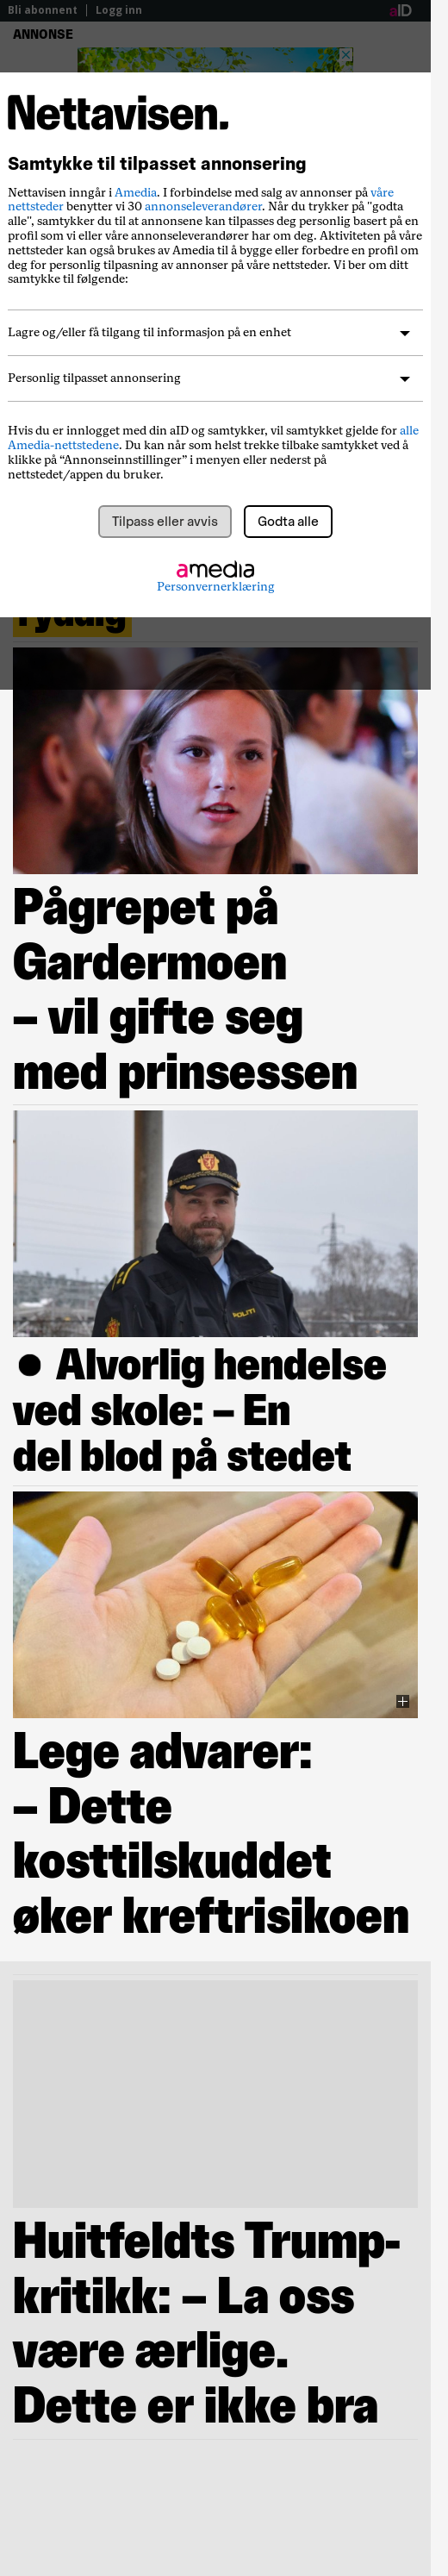 Bli abonnent | Logg inn aID
ANNONSE
Nettavisen.
Samtykke til tilpasset annonsering
Nettavisen inngår i Amedia. I forbindelse med salg av annonser på våre
nettsteder benytter vi 30 annonseleverandører. Når du trykker på "godta
alle", samtykker du til at annonsene kan tilpasses deg personlig basert på en
profil som vi eller våre annonseleverandører har om deg. Aktiviteten på våre
nettsteder kan også brukes av Amedia til å bygge eller forbedre en profil om
deg for personlig tilpasning av annonser på våre nettsteder. Vi ber om ditt
samtykke til følgende:
Lagre og/eller få tilgang til informasjon på en enhet
Personlig tilpasset annonsering
Hvis du er innlogget med din aID og samtykker, vil samtykket gjelde for alle
Amedia-nettstedene. Du kan når som helst trekke tilbake samtykket ved å
klikke på “Annonseinnstillinger” i menyen eller nederst på
nettstedet/appen du bruker.
Tilpass eller avvis Godta alle
amedia
Personvernerklæring
Pågrepet på
Gardermoen
– vil gifte seg
med prinsessen
POLITI
● Alvorlig hendelse
ved skole: – En
del blod på stedet
Lege advarer:
– Dette
kosttilskuddet
øker kreftrisikoen
Huitfeldts Trump-
kritikk: – La oss
være ærlige.
Dette er ikke bra